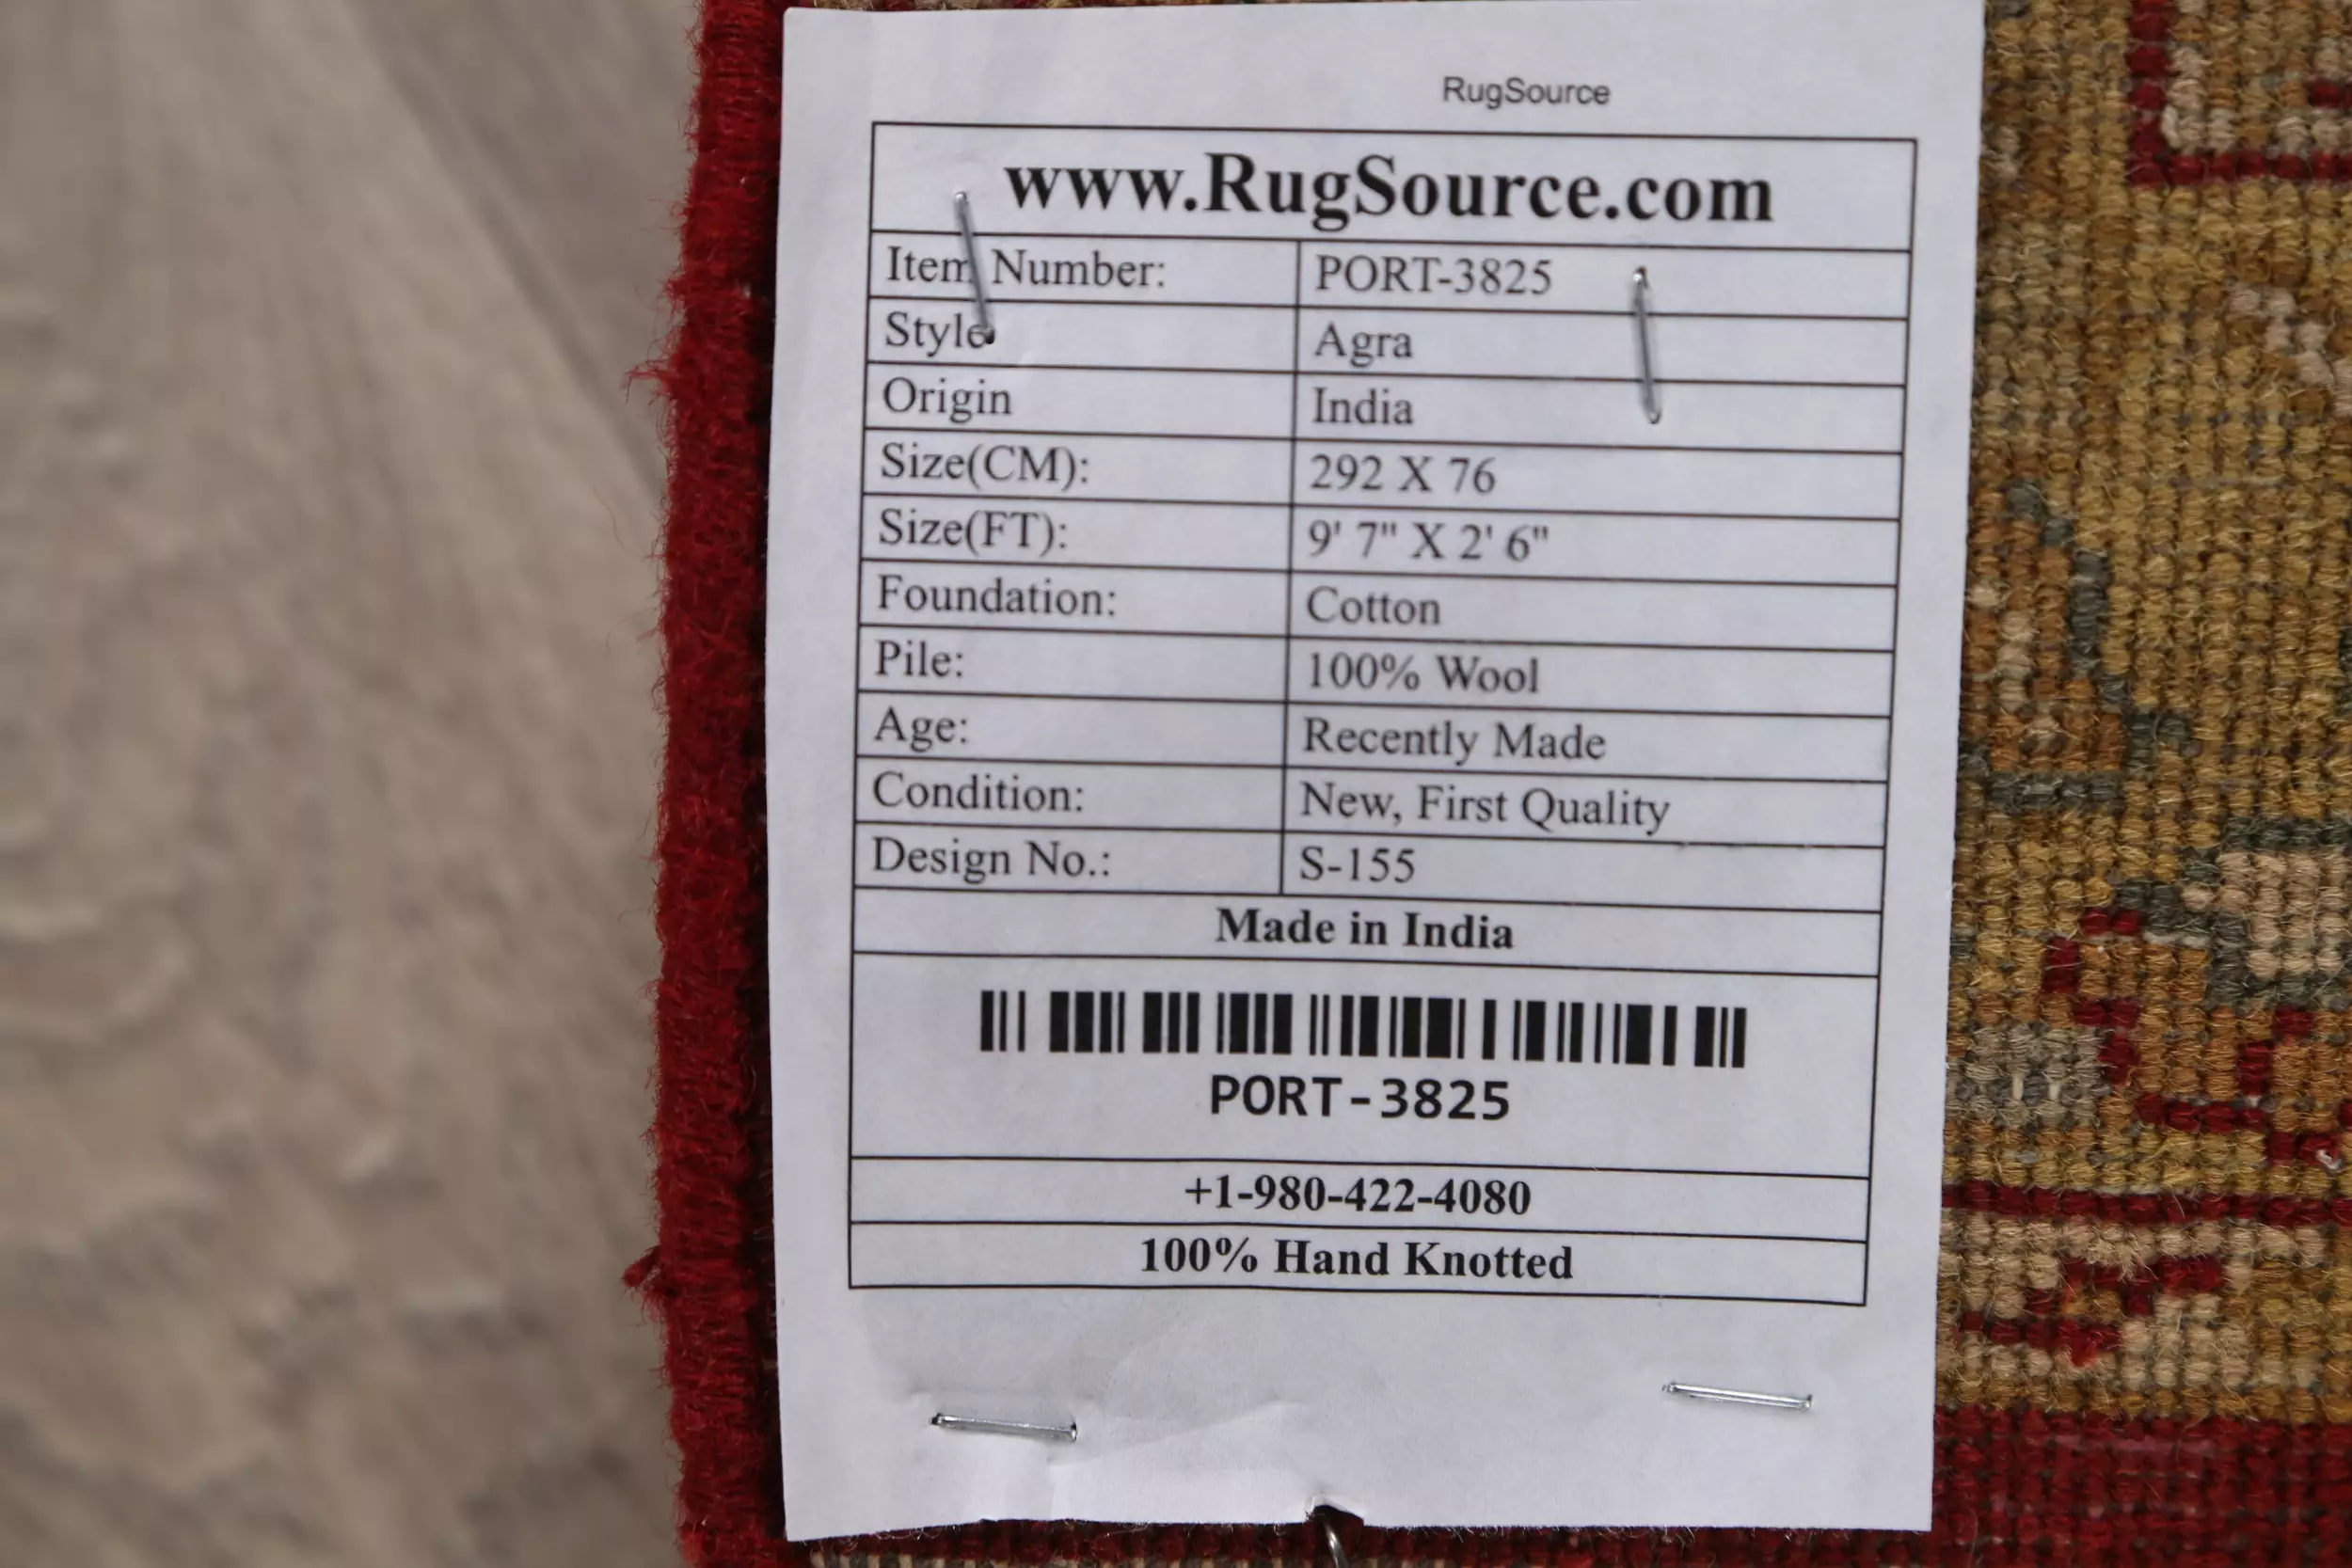 RugSource
www.RugSource.com
Item Number: PORT-3825
Style: Agra
Origin India
Size(CM): 292 X 76
Size(FT): 9' 7" X 2' 6"
Foundation: Cotton
Pile: 100% Wool
Age: Recently Made
Condition: New, First Quality
Design No.: S-155
Made in India
PORT-3825
+1-980-422-4080
100% Hand Knotted